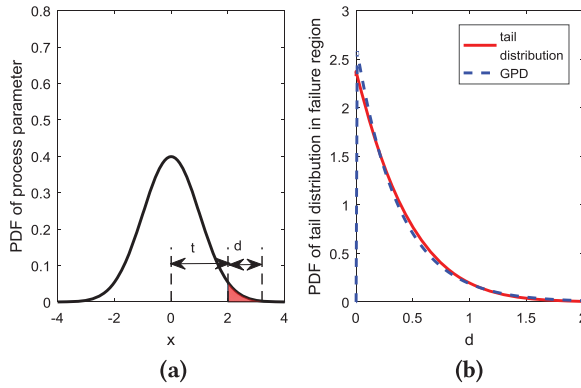 0.8
0.7
0.6
0.5
0.4
0.3
0.2
0.1
0
PDF of process parameter
t
d
-4
-2
0
2
4
x
(a)
3
2.5
2
1.5
1
0.5
0
PDF of tail distribution in failure region
tail
distribution
GPD
0
0.5
1
1.5
2
d
(b)